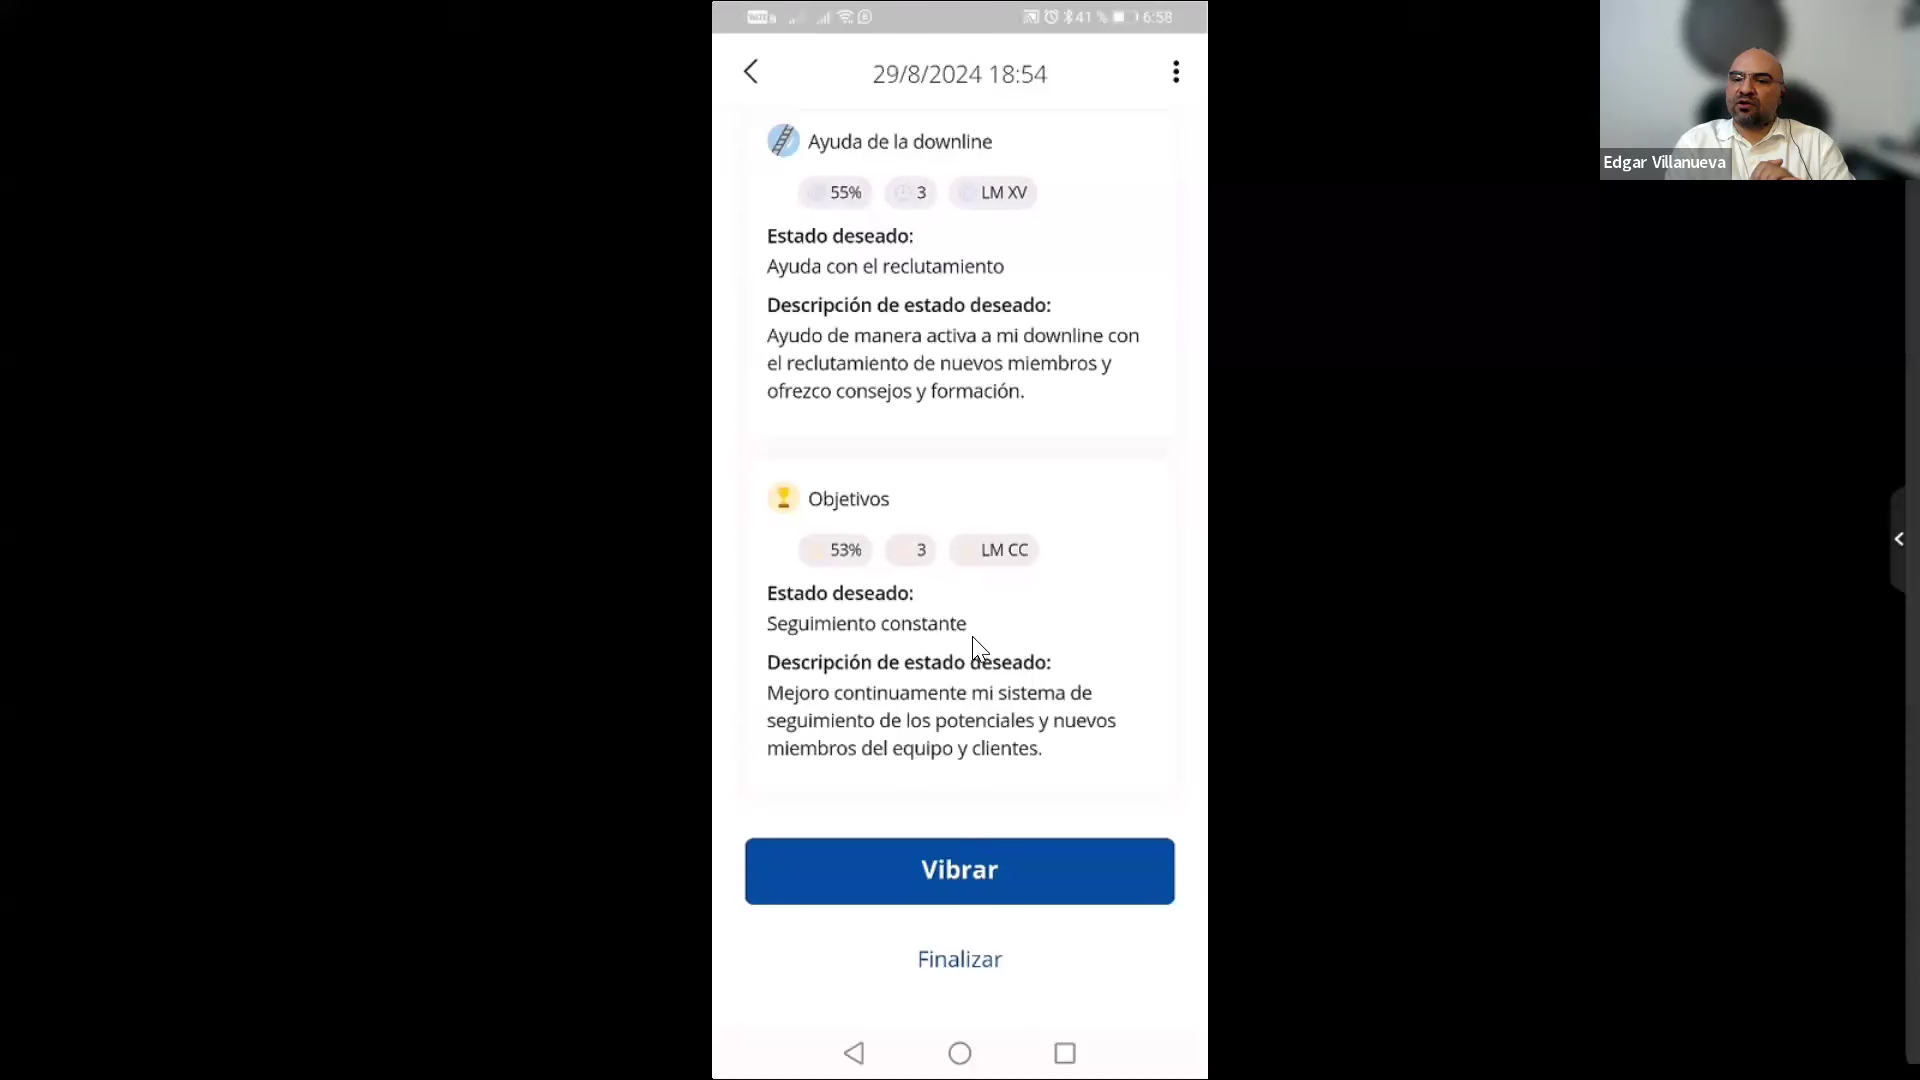 41 % 6:58
29/8/2024 18:54
Edgar Villanueva
Ayuda de la downline
55% 3 LM XV
Estado deseado:
Ayuda con el reclutamiento
Descripción de estado deseado:
Ayudo de manera activa a mi downline con
el reclutamiento de nuevos miembros y
ofrezco consejos y formación.
Objetivos
53% 3 LM CC
Estado deseado:
Seguimiento constante
Descripción de estado deseado:
Mejoro continuamente mi sistema de
seguimiento de los potenciales y nuevos
miembros del equipo y clientes.
Vibrar
Finalizar